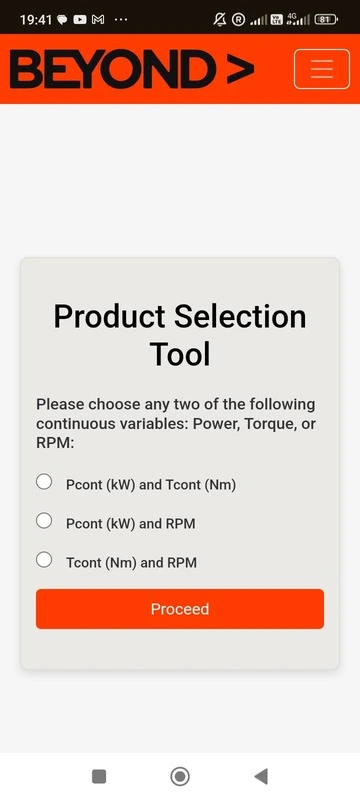 19:41
4G
81
BEYOND >
Product Selection
Tool
Please choose any two of the following
continuous variables: Power, Torque, or
RPM:
Pcont (kW) and Tcont (Nm)
Pcont (kW) and RPM
Tcont (Nm) and RPM
Proceed